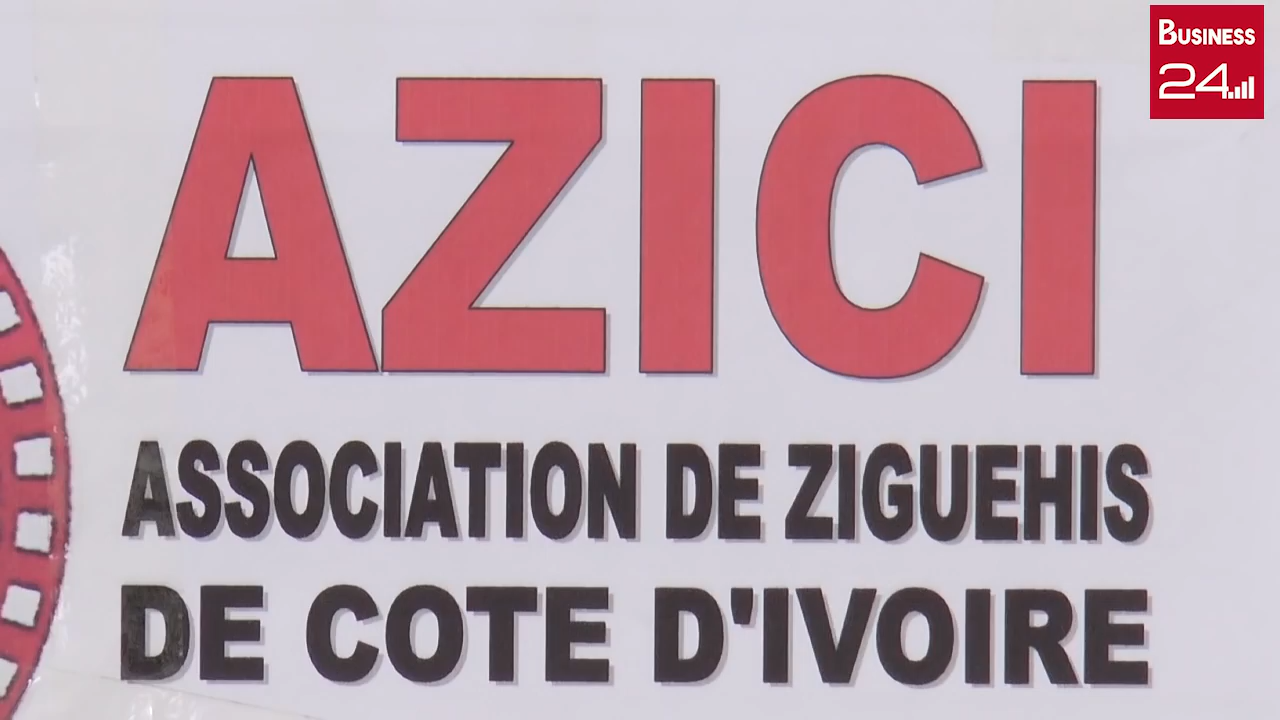 BUSINESS
24
AZICI
ASSOCIATION DE ZIGUEHIS
DE COTE D'IVOIRE